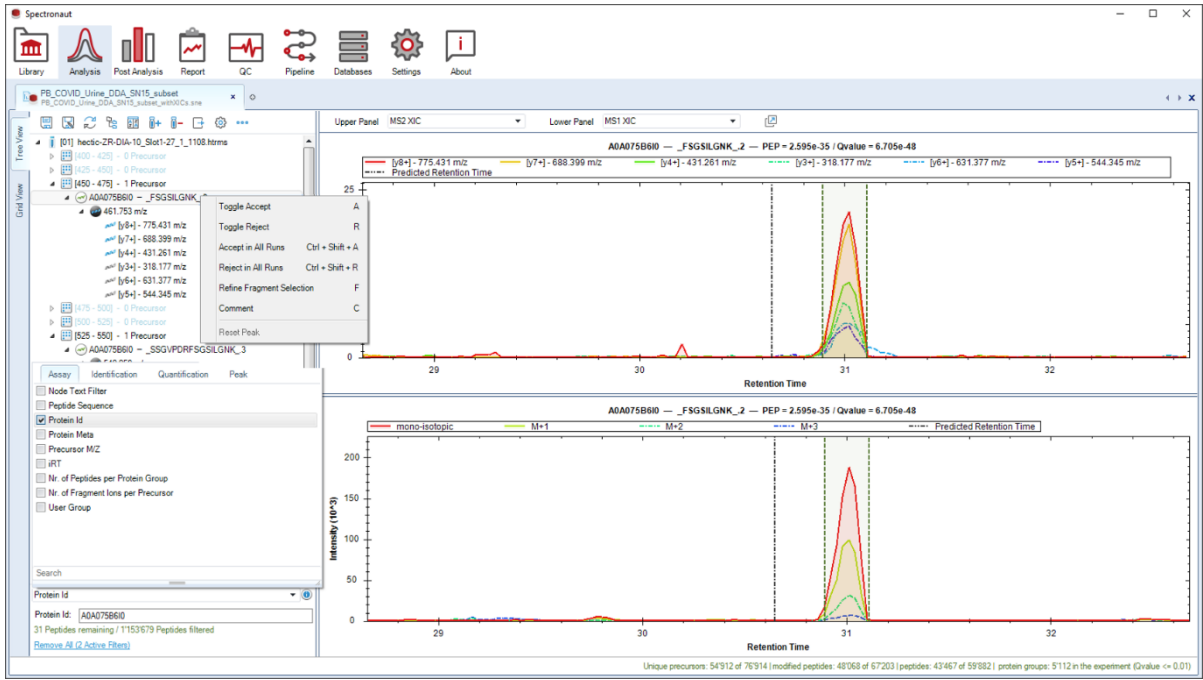 Spectronaut
Library Analysis Post Analysis Report QC Pipeline Databases Settings About
PB_COVID_Urine_DDA_SN15_subset
PB_COVID_Urine_DDA_SN15_subset_withXICs.sne
Tree View
Grid View
[01] hectic-ZR-DIA-10_Slot1-27_1_1108.htrms
[400 - 425] - 0 Precursor
[425 - 450] - 0 Precursor
[450 - 475] - 1 Precursor
A0A075B6I0 - _FSGSILGNK_
461.753 m/z
[y8+] - 775.431 m/z
[y7+] - 688.399 m/z
[y4+] - 431.261 m/z
[y3+] - 318.177 m/z
[y6+] - 631.377 m/z
[y5+] - 544.345 m/z
[475 - 500] - 0 Precursor
[500 - 525] - 0 Precursor
[525 - 550] - 1 Precursor
A0A075B6I0 - _SSGVPDRFSGSILGNK_.3
Toggle Accept A
Toggle Reject R
Accept in All Runs Ctrl + Shift + A
Reject in All Runs Ctrl + Shift + R
Refine Fragment Selection F
Comment C
Reset Peak
Assay Identification Quantification Peak
Node Text Filter
Peptide Sequence
Protein Id
Protein Meta
Precursor M/Z
iRT
Nr. of Peptides per Protein Group
Nr. of Fragment Ions per Precursor
User Group
Search
Protein Id
Protein Id: A0A075B6I0
31 Peptides remaining / 1'153'679 Peptides filtered
Remove All (2 Active Filters)
Upper Panel MS2 XIC Lower Panel MS1 XIC
A0A075B6I0 — _FSGSILGNK_.2 — PEP = 2.595e-35 / Qvalue = 6.705e-48
[y8+] - 775.431 m/z [y7+] - 688.399 m/z [y4+] - 431.261 m/z [y3+] - 318.177 m/z [y6+] - 631.377 m/z [y5+] - 544.345 m/z
Predicted Retention Time
25
0
29 30 31 32
Retention Time
A0A075B6I0 — _FSGSILGNK_.2 — PEP = 2.595e-35 / Qvalue = 6.705e-48
mono-isotopic M+1 M+2 M+3 Predicted Retention Time
Intensity (10^3)
200
150
100
50
0
29 30 31 32
Retention Time
Unique precursors: 54'912 of 76'914 | modified peptides: 48'068 of 67'203 | peptides: 43'467 of 59'882 | protein groups: 5'112 in the experiment (Qvalue <= 0.01)